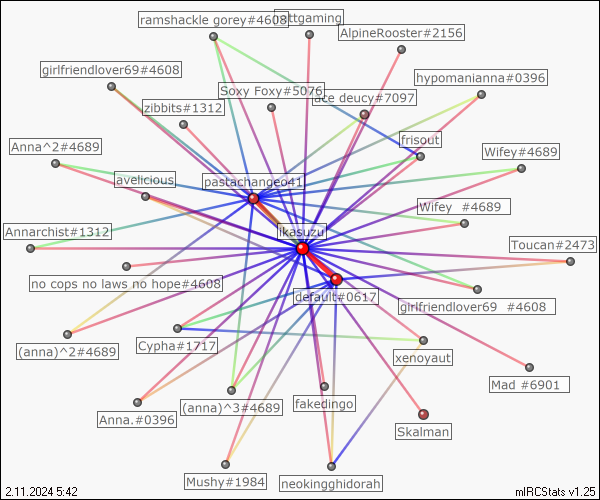 ramshackle gorey#4608
ttgaming
AlpineRooster#2156
girlfriendlover69#4608
hypomanianna#0396
Soxy Foxy#5076
ace deucy#7097
zibbits#1312
frisout
Anna^2#4689
Wifey#4689
avelicious
pastachangeo41
Wifey #4689
Annarchist#1312
ikasuzu
Toucan#2473
no cops no laws no hope#4608
default#0617
girlfriendlover69 #4608
(anna)^2#4689
Cypha#1717
xenoyaut
Mad #6901
(anna)^3#4689
fakedingo
Anna.#0396
Skalman
Mushy#1984
neokingghidorah
2.11.2024 5:42
mIRCStats v1.25